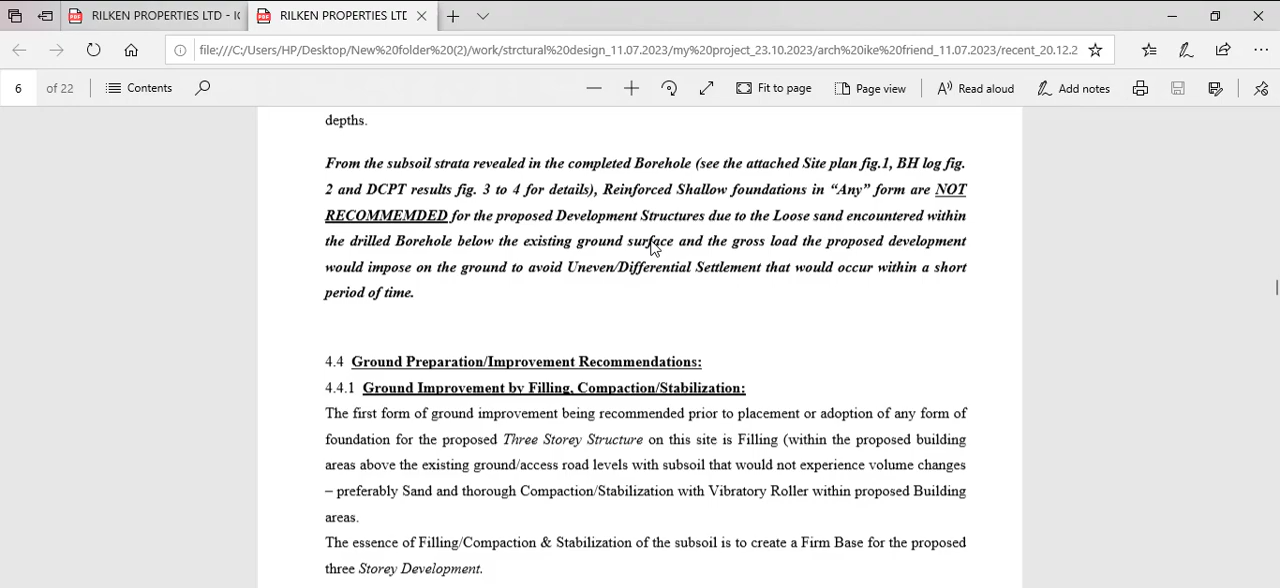 RILKEN PROPERTIES LTD - I
RILKEN PROPERTIES LTD
file:///C:/Users/HP/Desktop/New%20folder%20(2)/work/strctural%20design_11.07.2023/my%20project_23.10.2023/arch%20ike%20friend_11.07.2023/recent_20.12.2
6 of 22 Contents Fit to page Page view Read aloud Add notes
depths.
From the subsoil strata revealed in the completed Borehole (see the attached Site plan fig.1, BH log fig.
2 and DCPT results fig. 3 to 4 for details), Reinforced Shallow foundations in “Any” form are NOT
RECOMMEMDED for the proposed Development Structures due to the Loose sand encountered within
the drilled Borehole below the existing ground surface and the gross load the proposed development
would impose on the ground to avoid Uneven/Differential Settlement that would occur within a short
period of time.
4.4 Ground Preparation/Improvement Recommendations:
4.4.1 Ground Improvement by Filling, Compaction/Stabilization:
The first form of ground improvement being recommended prior to placement or adoption of any form of
foundation for the proposed Three Storey Structure on this site is Filling (within the proposed building
areas above the existing ground/access road levels with subsoil that would not experience volume changes
– preferably Sand and thorough Compaction/Stabilization with Vibratory Roller within proposed Building
areas.
The essence of Filling/Compaction & Stabilization of the subsoil is to create a Firm Base for the proposed
three Storey Development.